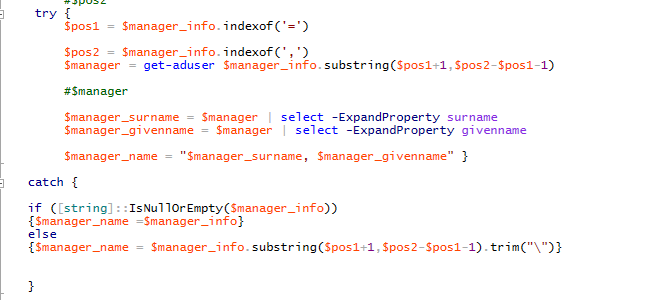 #$pos2
try {
$pos1 = $manager_info.indexof('=')
$pos2 = $manager_info.indexof(',')
$manager = get-aduser $manager_info.substring($pos1+1,$pos2-$pos1-1)
#$manager
$manager_surname = $manager | select -ExpandProperty surname
$manager_givenname = $manager | select -ExpandProperty givenname
$manager_name = "$manager_surname, $manager_givenname" }
catch {
if ([string]::IsNullOrEmpty($manager_info))
{$manager_name =$manager_info}
else
{$manager_name = $manager_info.substring($pos1+1,$pos2-$pos1-1).trim("\")}
}